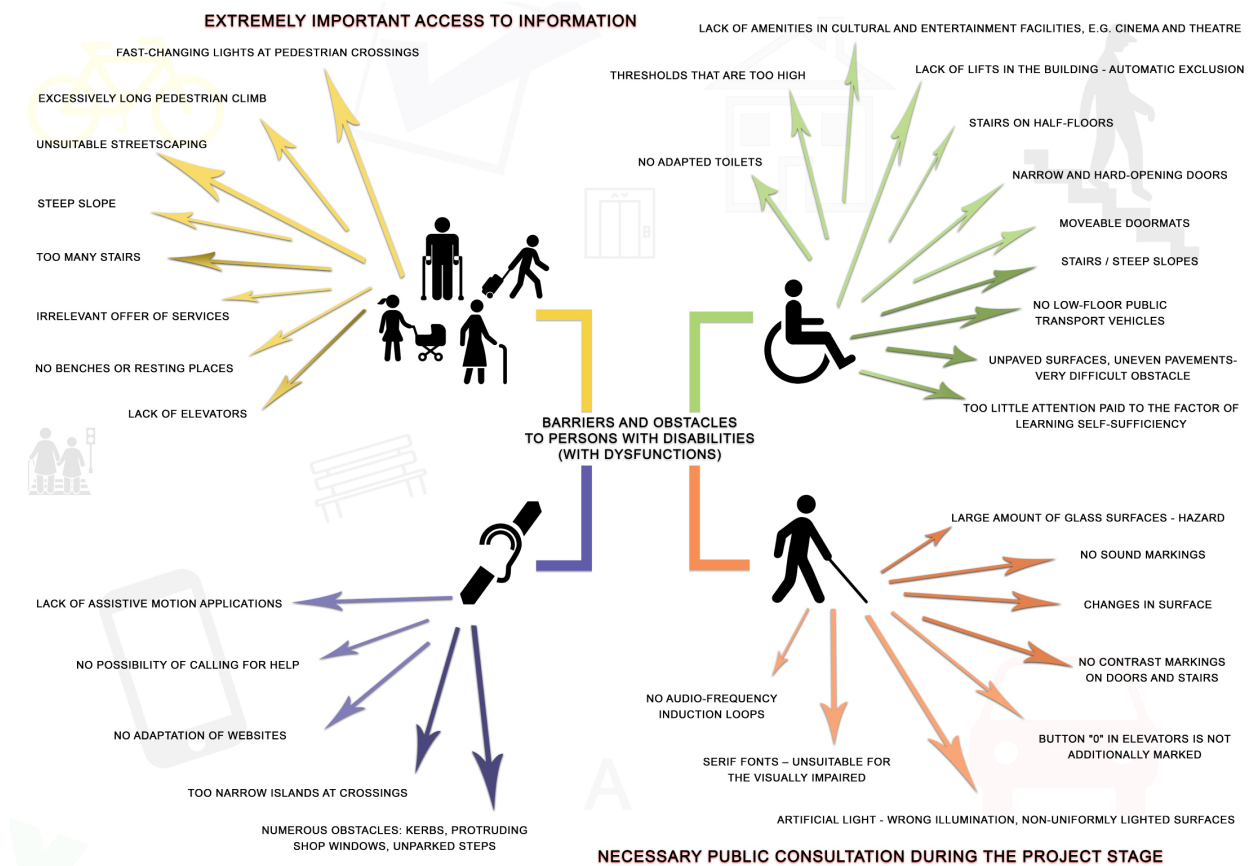 EXTREMELY IMPORTANT ACCESS TO INFORMATION
FAST-CHANGING LIGHTS AT PEDESTRIAN CROSSINGS
EXCESSIVELY LONG PEDESTRIAN CLIMB
UNSUITABLE STREETSCAPING
STEEP SLOPE
TOO MANY STAIRS
IRRELEVANT OFFER OF SERVICES
NO BENCHES OR RESTING PLACES
LACK OF ELEVATORS
LACK OF AMENITIES IN CULTURAL AND ENTERTAINMENT FACILITIES, E.G. CINEMA AND THEATRE
THRESHOLDS THAT ARE TOO HIGH
LACK OF LIFTS IN THE BUILDING - AUTOMATIC EXCLUSION
STAIRS ON HALF-FLOORS
NO ADAPTED TOILETS
NARROW AND HARD-OPENING DOORS
MOVEABLE DOORMATS
STAIRS / STEEP SLOPES
NO LOW-FLOOR PUBLIC
TRANSPORT VEHICLES
UNPAVED SURFACES, UNEVEN PAVEMENTS-
VERY DIFFICULT OBSTACLE
TOO LITTLE ATTENTION PAID TO THE FACTOR OF
LEARNING SELF-SUFFICIENCY
B
BARRIERS AND OBSTACLES
TO PERSONS WITH DISABILITIES
(WITH DYSFUNCTIONS)
LACK OF ASSISTIVE MOTION APPLICATIONS
NO POSSIBILITY OF CALLING FOR HELP
NO ADAPTATION OF WEBSITES
TOO NARROW ISLANDS AT CROSSINGS
NUMEROUS OBSTACLES: KERBS, PROTRUDING
SHOP WINDOWS, UNPARKED STEPS
A
LARGE AMOUNT OF GLASS SURFACES - HAZARD
NO SOUND MARKINGS
CHANGES IN SURFACE
NO CONTRAST MARKINGS
ON DOORS AND STAIRS
NO AUDIO-FREQUENCY
INDUCTION LOOPS
BUTTON "0" IN ELEVATORS IS NOT
ADDITIONALLY MARKED
SERIF FONTS – UNSUITABLE FOR
THE VISUALLY IMPAIRED
ARTIFICIAL LIGHT - WRONG ILLUMINATION, NON-UNIFORMLY LIGHTED SURFACES
NECESSARY PUBLIC CONSULTATION DURING THE PROJECT STAGE